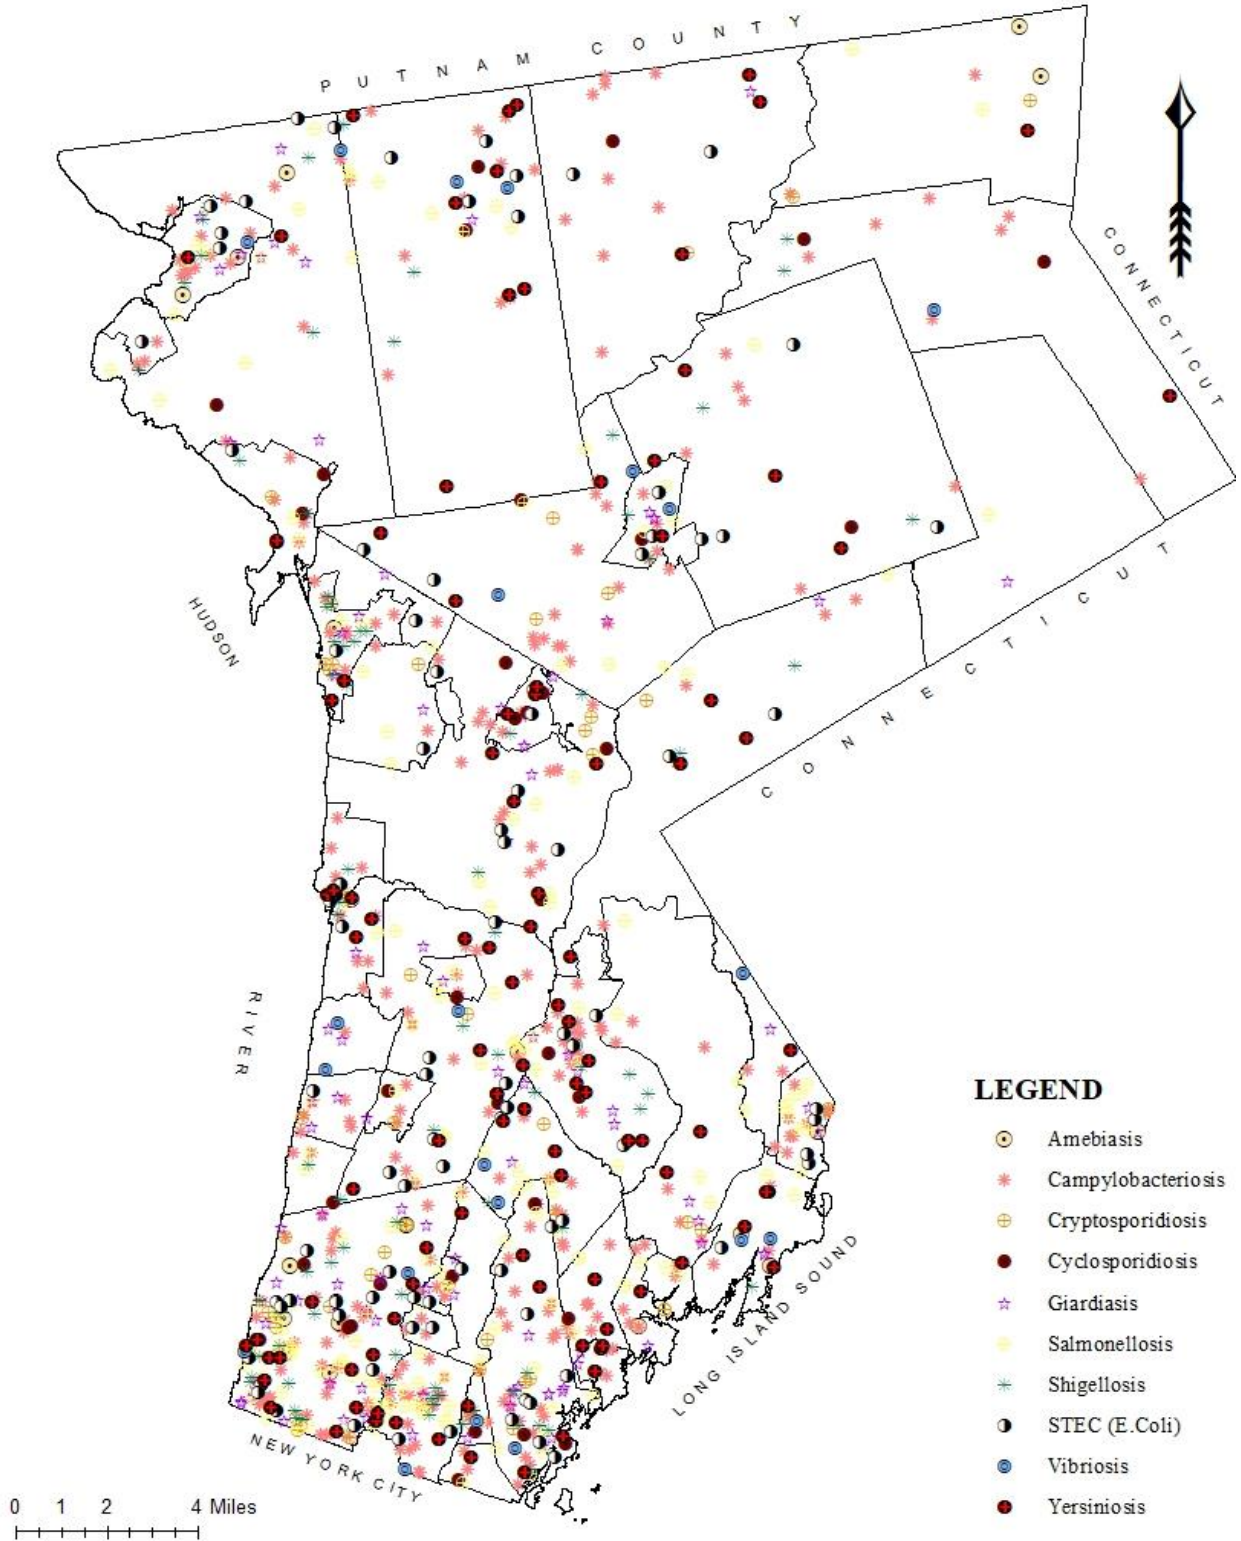 PUTNAM COUNTY
CONNECTICUT
HUDSON
CONNECTICUT
RIVER
LONG ISLAND SOUND
NEW YORK CITY
LEGEND
Amebiasis
Campylobacteriosis
Cryptosporidiosis
Cyclosporidiosis
Giardiasis
Salmonellosis
Shigellosis
STEC (E.Coli)
Vibriosis
Yersiniosis
0 1 2 4 Miles